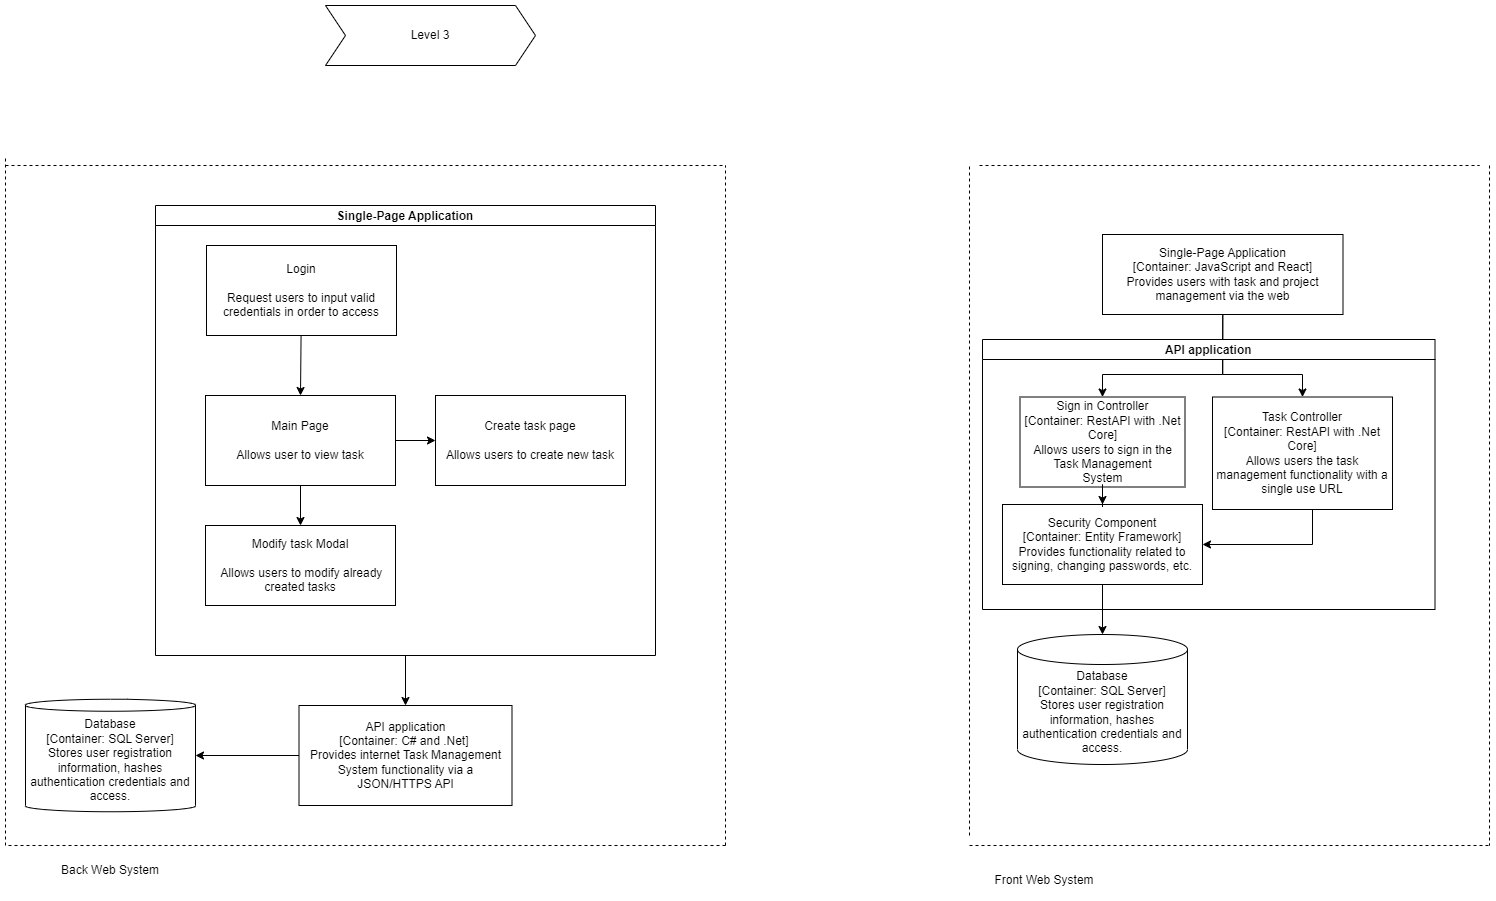 Level 3
Single-Page Application
Login
Request users to input valid
credentials in order to access
Main Page
Allows user to view task
Create task page
Allows users to create new task
Modify task Modal
Allows users to modify already
created tasks
Database
[Container: SQL Server]
Stores user registration
information, hashes
authentication credentials and
access.
API application
[Container: C# and .Net]
Provides internet Task Management
System functionality via a
JSON/HTTPS API
Back Web System
Single-Page Application
[Container: JavaScript and React]
Provides users with task and project
management via the web
API application
Sign in Controller
[Container: RestAPI with .Net
Core]
Allows users to sign in the
Task Management
System
Task Controller
[Container: RestAPI with .Net
Core]
Allows users the task
management functionality with a
single use URL
Security Component
[Container: Entity Framework]
Provides functionality related to
signing, changing passwords, etc.
Database
[Container: SQL Server]
Stores user registration
information, hashes
authentication credentials and
access.
Front Web System